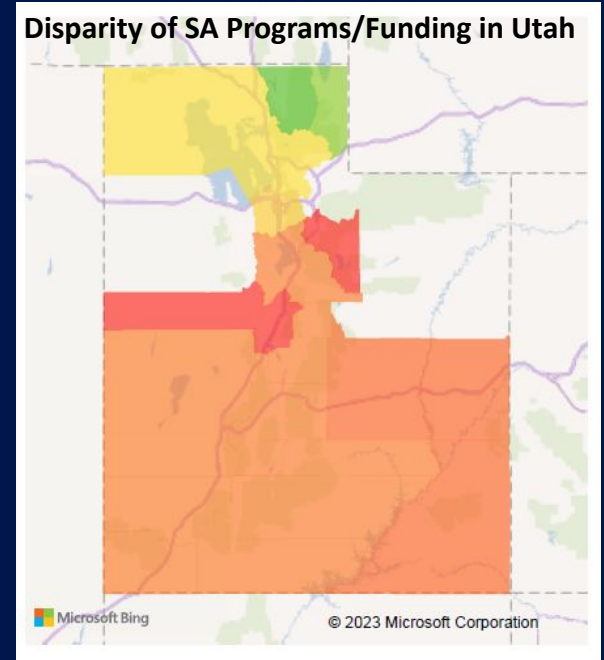 Disparity of SA Programs/Funding in Utah
Microsoft Bing
© 2023 Microsoft Corporation